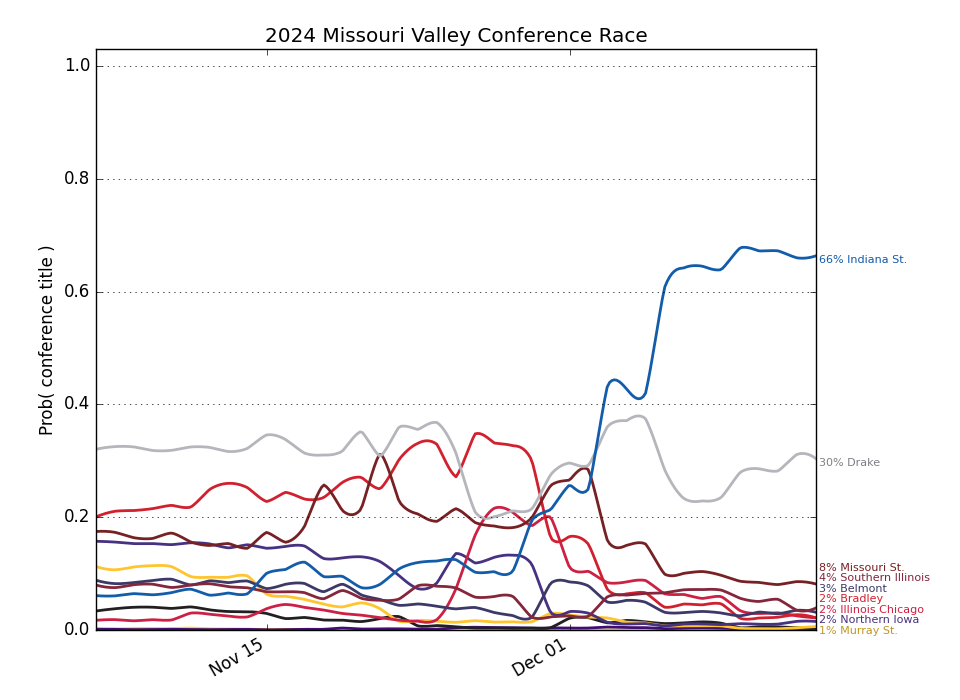 2024 Missouri Valley Conference Race
Prob( conference title )
1.0
0.8
0.6
0.4
0.2
0.0
Nov 15
Dec 01
66% Indiana St.
30% Drake
8% Missouri St.
4% Southern Illinois
3% Belmont
2% Bradley
2% Illinois Chicago
2% Northern Iowa
1% Murray St.